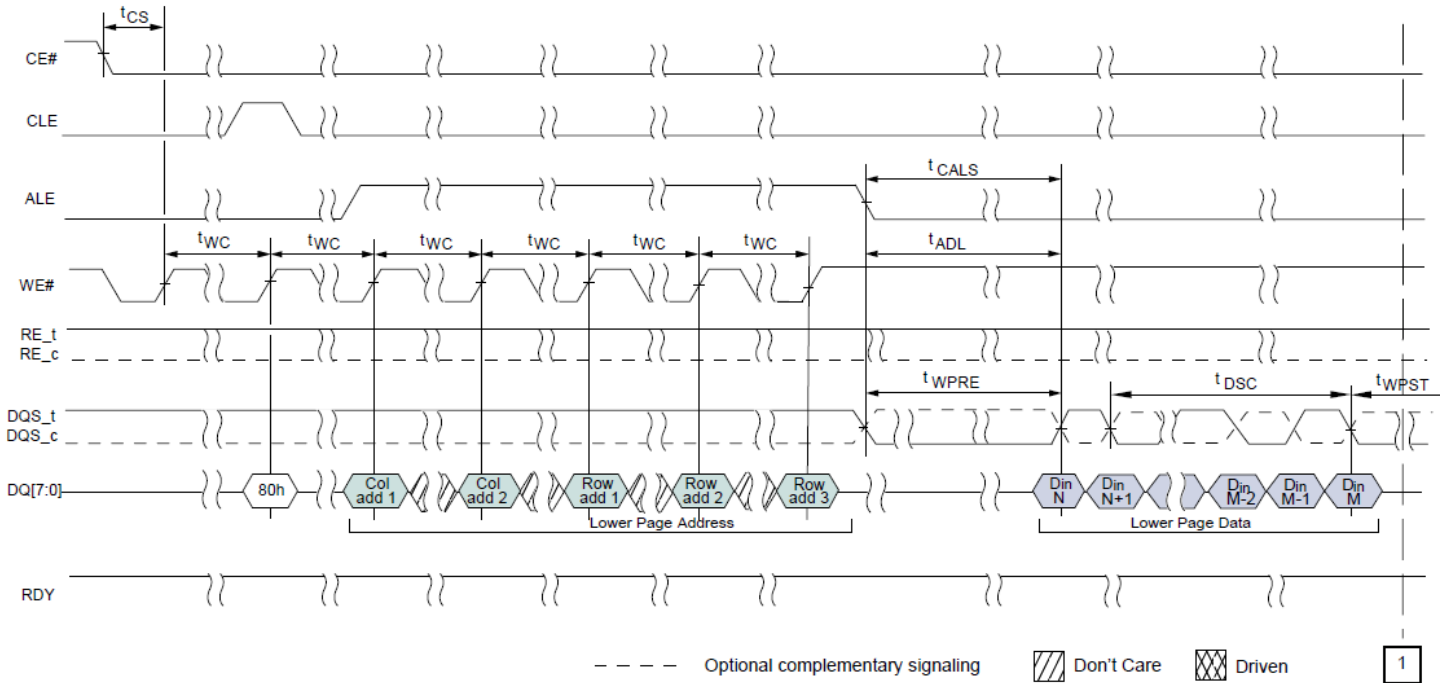 tCS
CE#
CLE
tCALS
ALE
tWC tWC tWC tWC tWC tWC tADL
WE#
RE_t
RE_c
tWPRE tDSC tWPST
DQS_t
DQS_c
DQ[7:0] 80h Col add 1 Col add 2 Row add 1 Row add 2 Row add 3 Din N Din N+1 Din M-2 Din M-1 Din M
Lower Page Address Lower Page Data
RDY
Optional complementary signaling Don't Care Driven 1